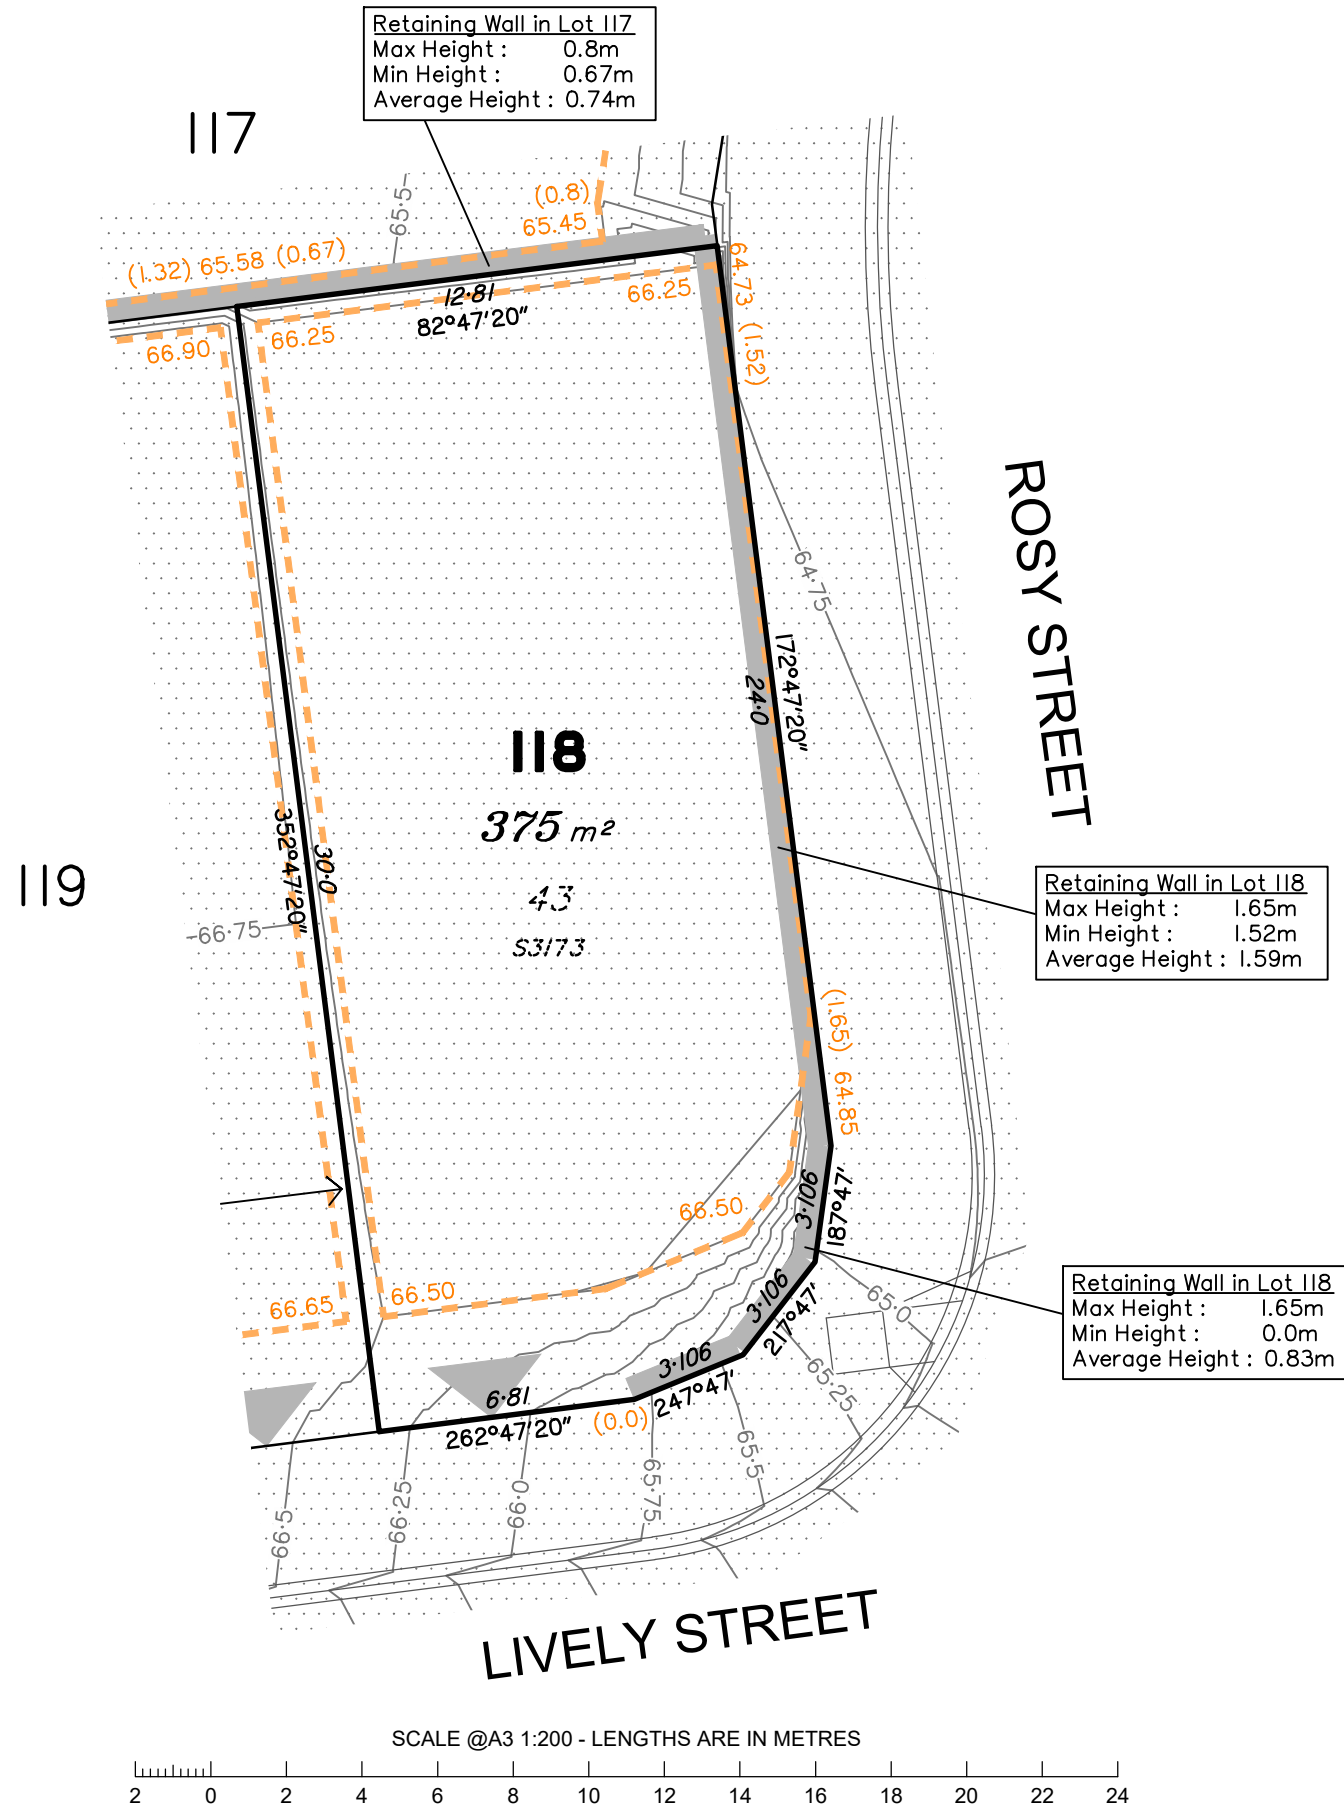 Retaining Wall in Lot 117
Max Height : 0.8m
Min Height : 0.67m
Average Height : 0.74m
117
65·5
(0.8)
65.45
(1.32) 65.58 (0.67)
64.73 (1.52)
66.25
12·81
82°47'20"
66.25
66.90
ROSY STREET
64·75
172°47'20"
24·0
118
375 m²
43
S3173
352°47'20"
30·0
119
66·75
Retaining Wall in Lot 118
Max Height : 1.65m
Min Height : 1.52m
Average Height : 1.59m
(1.65) 64.85
3·106
187°47'
66.50
66.50
66.65
3·106
217°47'
65·0
Retaining Wall in Lot 118
Max Height : 1.65m
Min Height : 0.0m
Average Height : 0.83m
3·106
247°47'
65·25
6·81
262°47'20"
(0.0)
65·5
65·75
66·0
66·25
66·5
LIVELY STREET
SCALE @A3 1:200 - LENGTHS ARE IN METRES
2 0 2 4 6 8 10 12 14 16 18 20 22 24